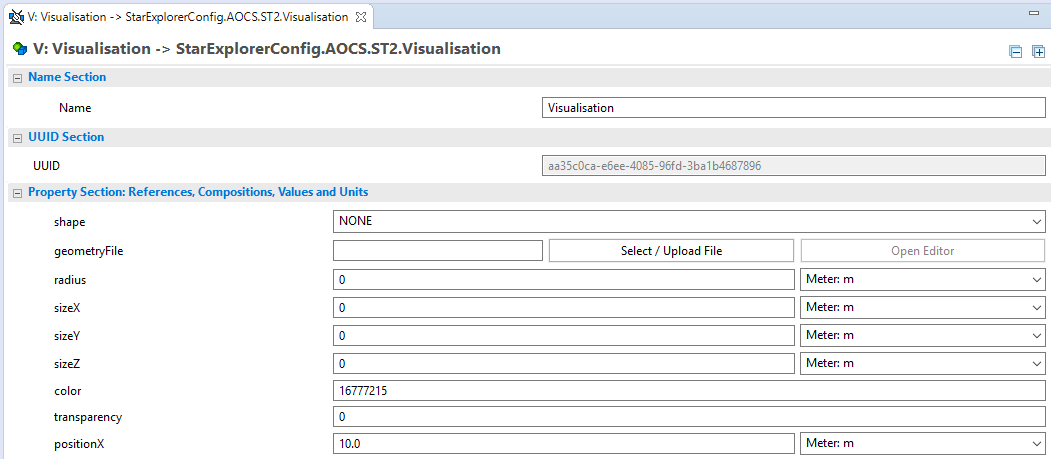 V: Visualisation -> StarExplorerConfig.AOCS.ST2.Visualisation
V: Visualisation -> StarExplorerConfig.AOCS.ST2.Visualisation
Name Section
Name Visualisation
UUID Section
UUID aa35c0ca-e6ee-4085-96fd-3ba1b4687896
Property Section: References, Compositions, Values and Units
shape NONE
geometryFile Select / Upload File Open Editor
radius 0 Meter: m
sizeX 0 Meter: m
sizeY 0 Meter: m
sizeZ 0 Meter: m
color 16777215
transparency 0
positionX 10.0 Meter: m